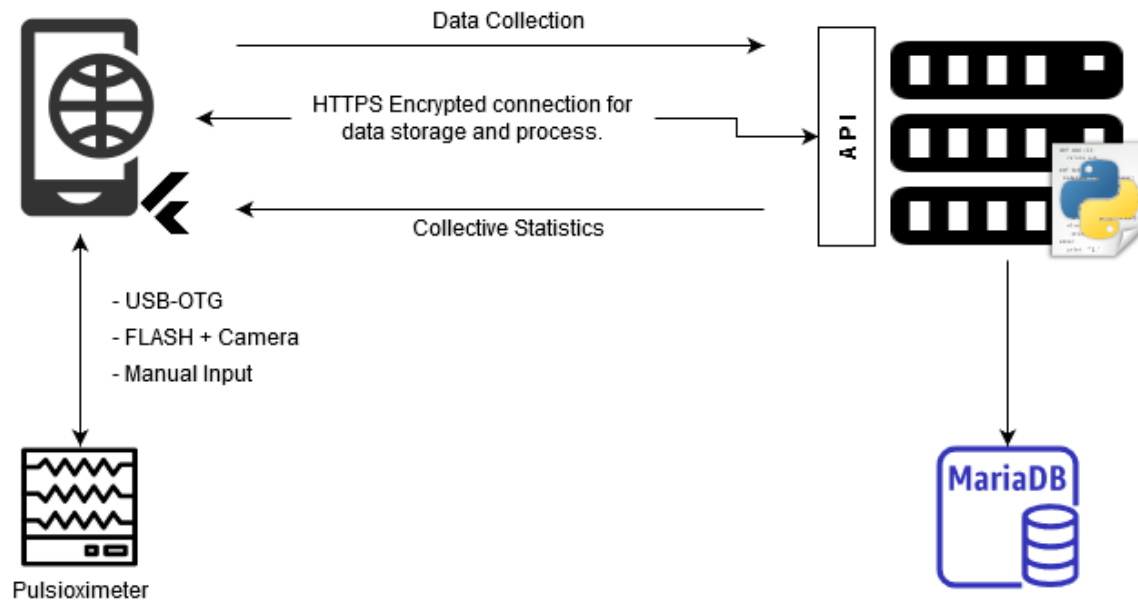 Data Collection
HTTPS Encrypted connection for
data storage and process.
API
Collective Statistics
- USB-OTG
- FLASH + Camera
- Manual Input
MariaDB
Pulsioximeter